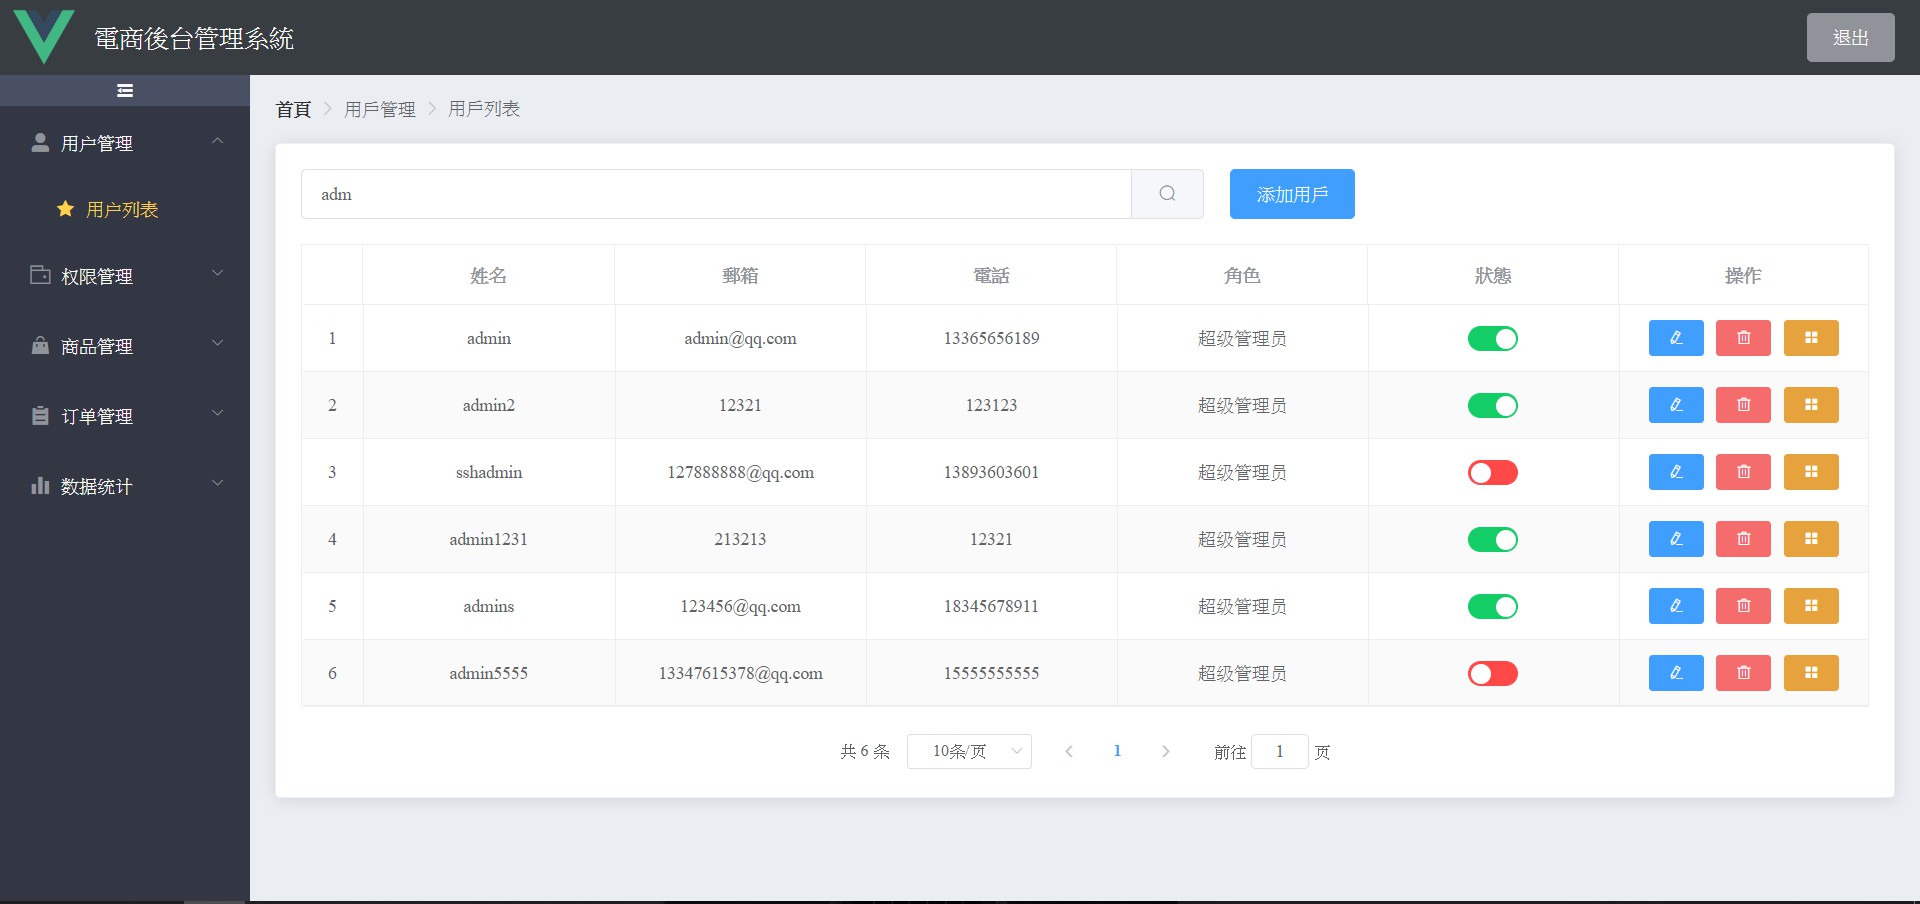 電商後台管理系統
退出
首頁 用戶管理 用戶列表
用户管理
用户列表
权限管理
商品管理
订单管理
数据统计
adm
添加用戶
姓名 郵箱 電話 角色 狀態 操作
1 admin admin@qq.com 13365656189 超级管理员
2 admin2 12321 123123 超级管理员
3 sshadmin 127888888@qq.com 13893603601 超级管理员
4 admin1231 213213 12321 超级管理员
5 admins 123456@qq.com 18345678911 超级管理员
6 admin5555 13347615378@qq.com 15555555555 超级管理员
共 6 条 10条/页 1 前往 1 页